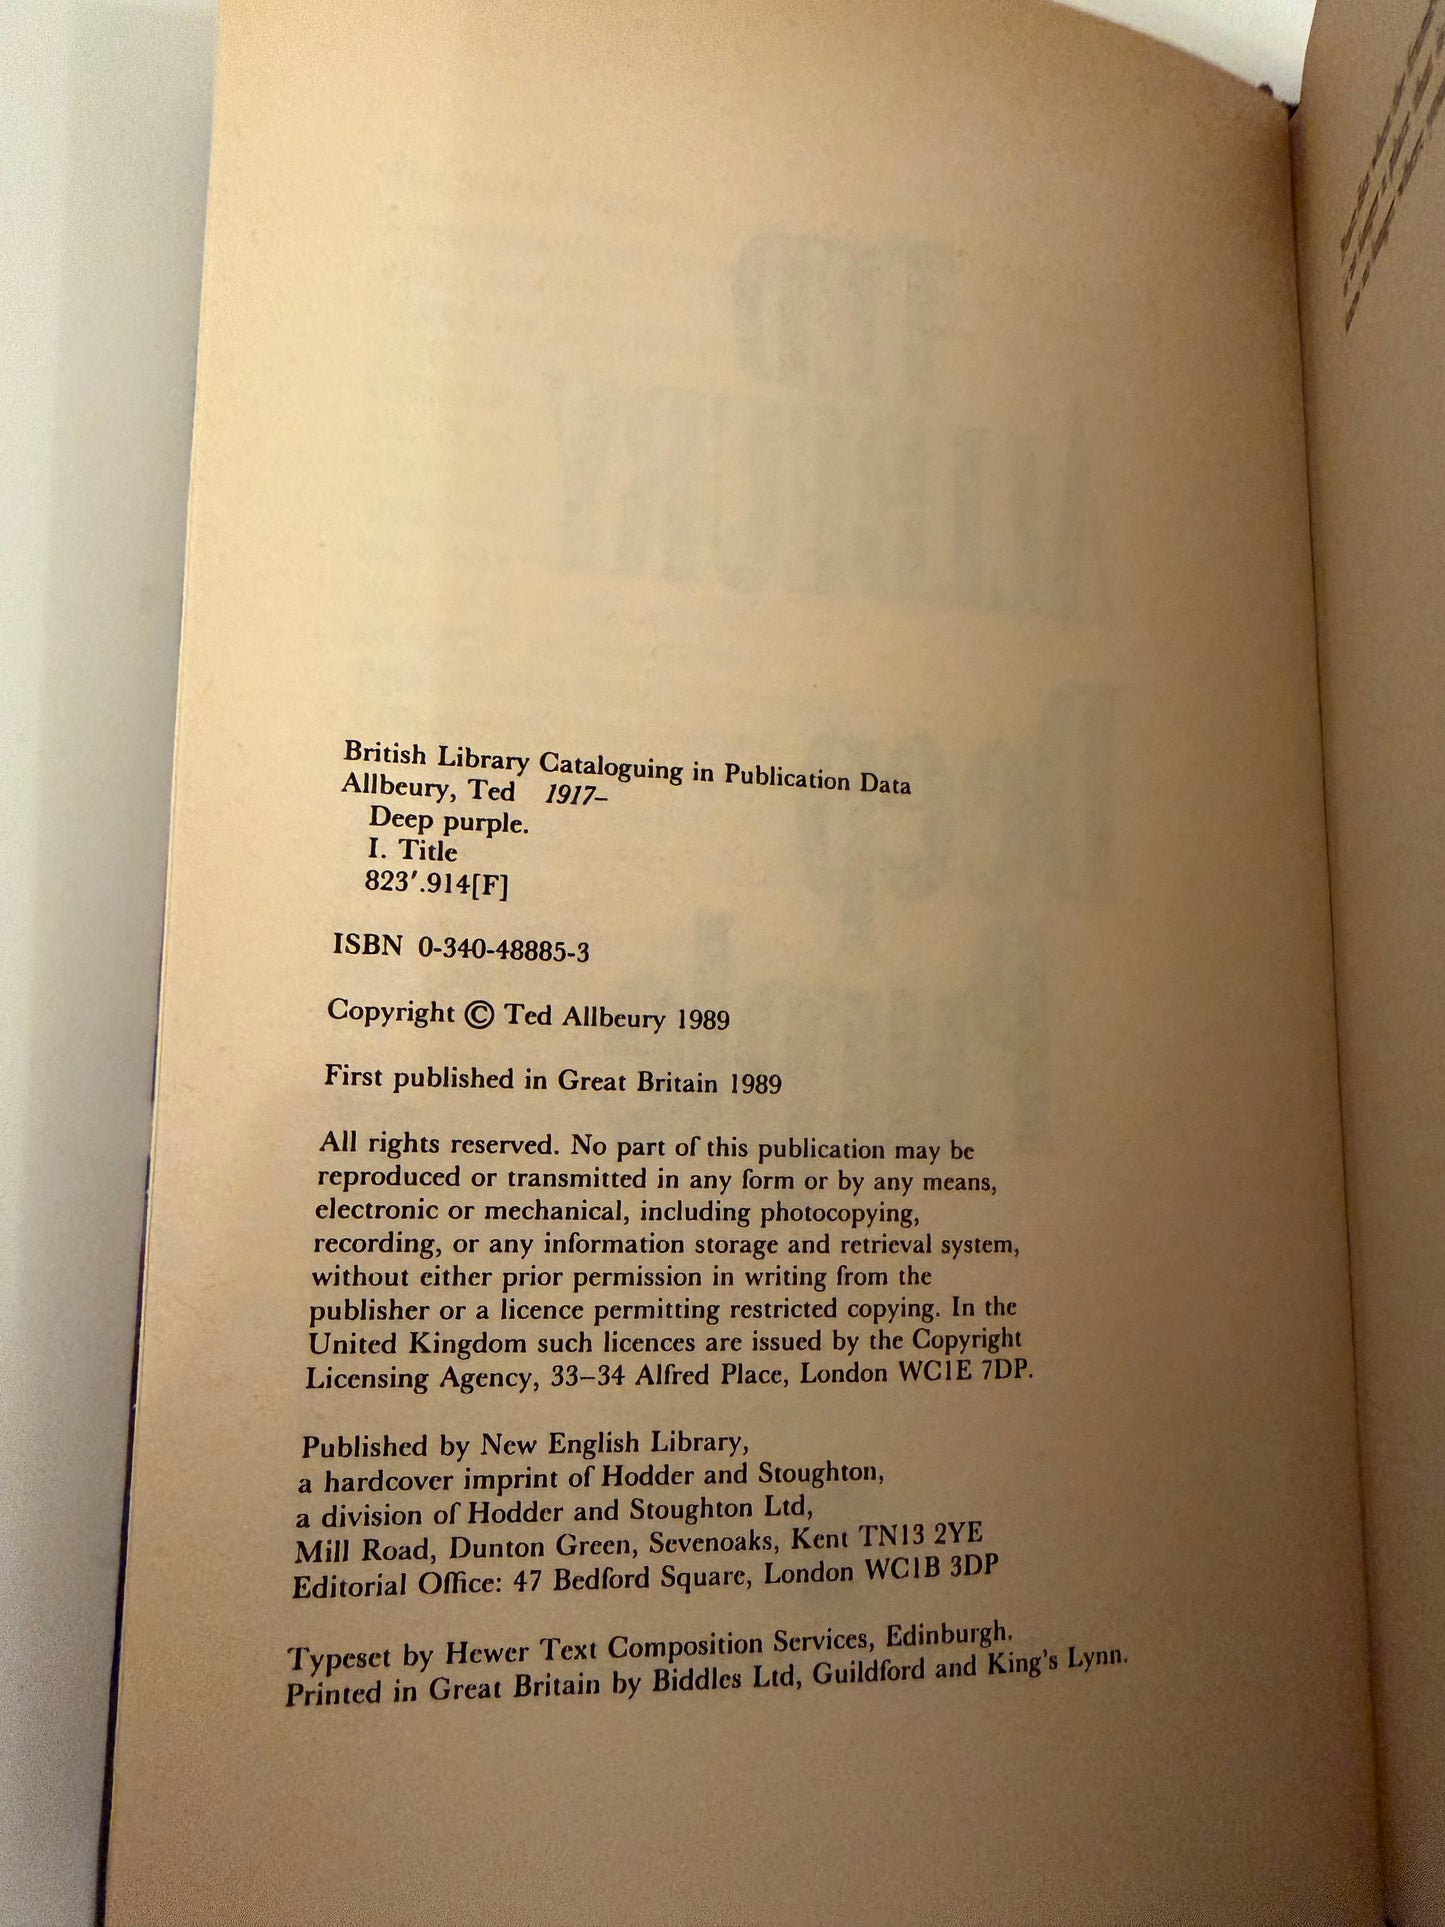 British Library Cataloguing in Publication Data
Allbeury, Ted 1917–
Deep purple.
I. Title
823′.914[F]
ISBN 0-340-48885-3
Copyright © Ted Allbeury 1989
First published in Great Britain 1989
All rights reserved. No part of this publication may be
reproduced or transmitted in any form or by any means,
electronic or mechanical, including photocopying,
recording, or any information storage and retrieval system,
without either prior permission in writing from the
publisher or a licence permitting restricted copying. In the
United Kingdom such licences are issued by the Copyright
Licensing Agency, 33–34 Alfred Place, London WC1E 7DP.
Published by New English Library,
a hardcover imprint of Hodder and Stoughton,
a division of Hodder and Stoughton Ltd,
Mill Road, Dunton Green, Sevenoaks, Kent TN13 2YE
Editorial Office: 47 Bedford Square, London WC1B 3DP
Typeset by Hewer Text Composition Services, Edinburgh.
Printed in Great Britain by Biddles Ltd, Guildford and King's Lynn.